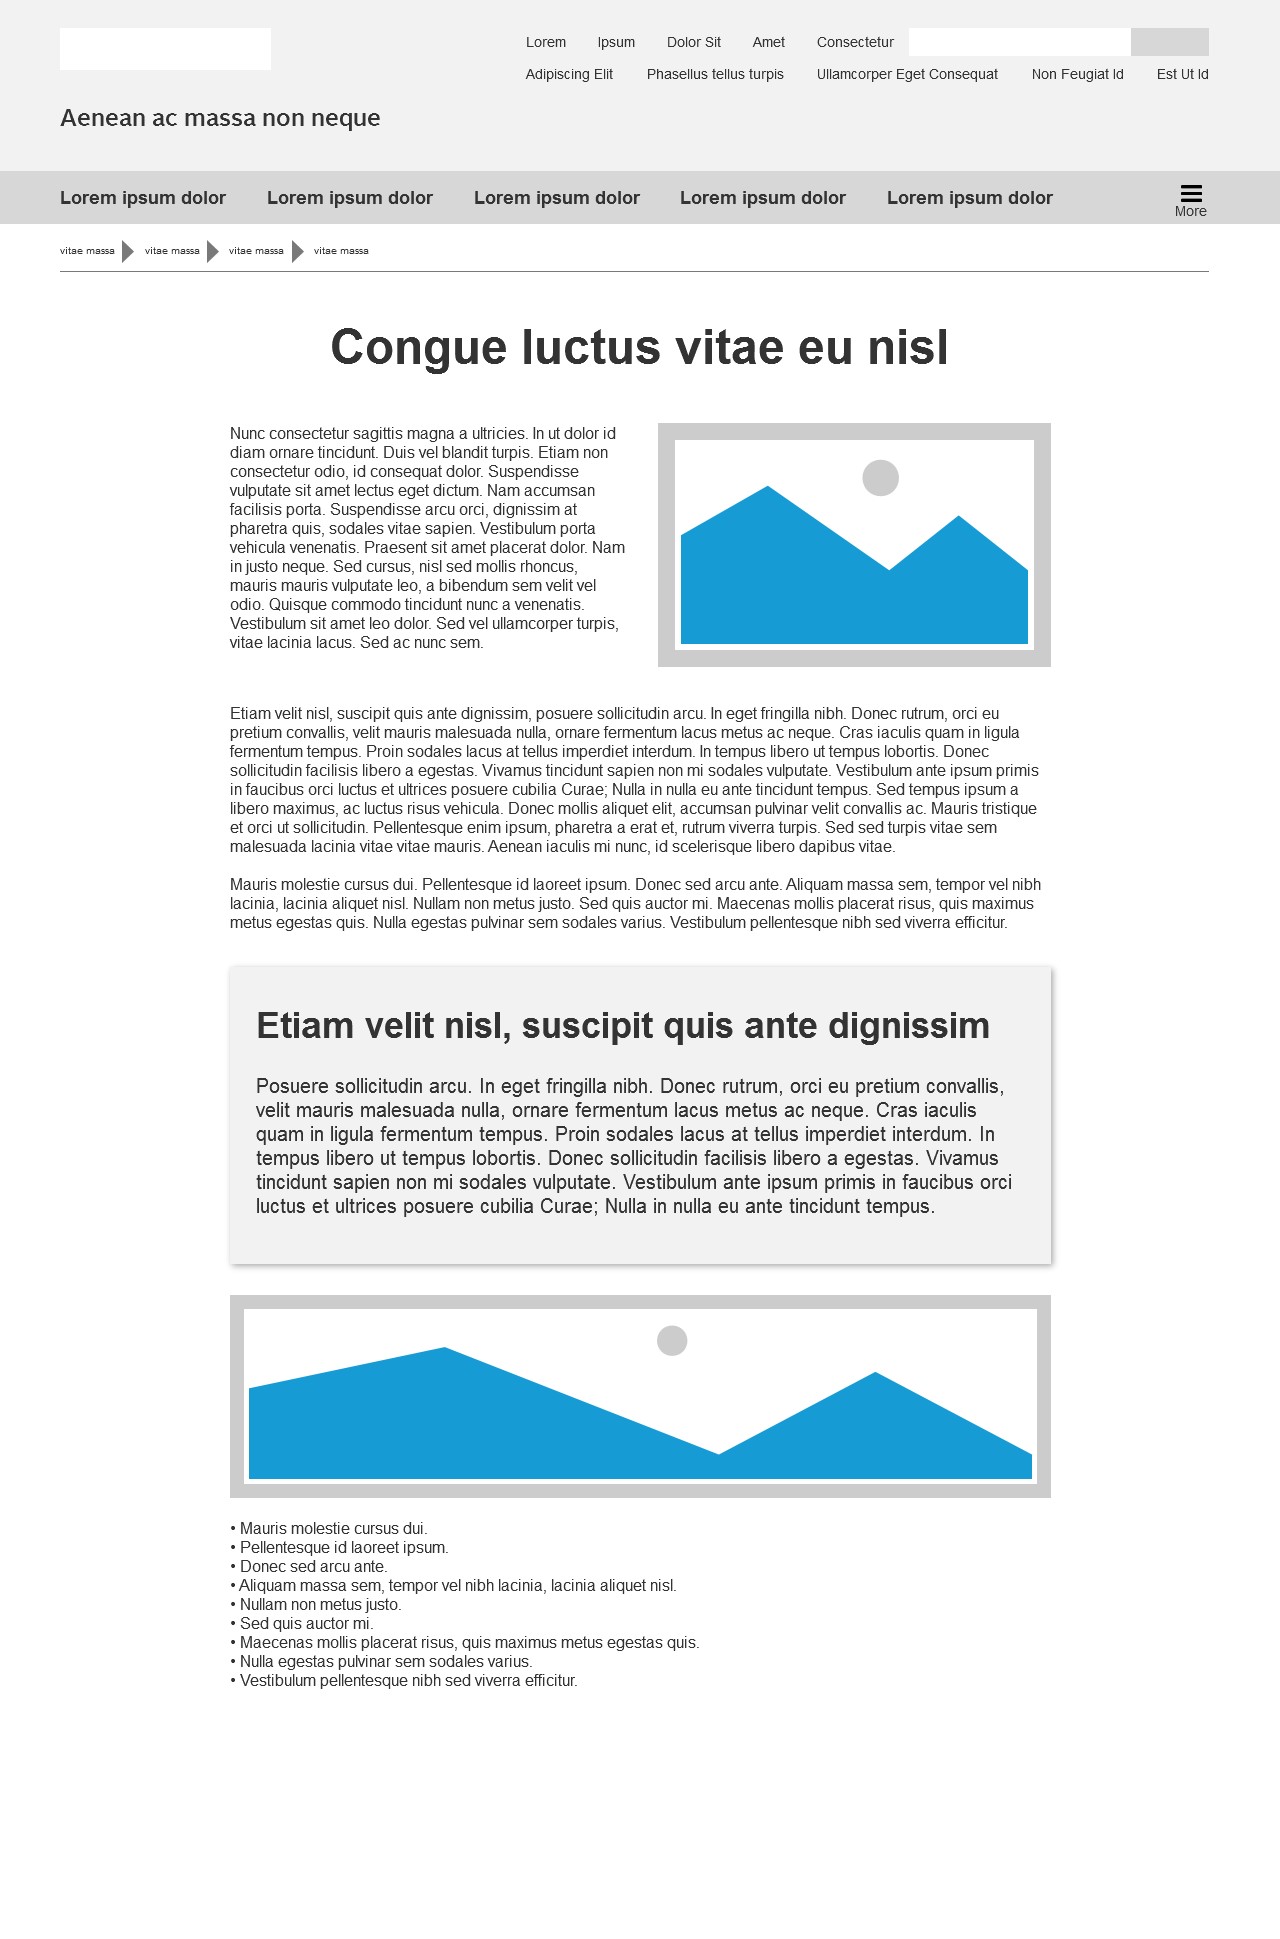 Lorem Ipsum Dolor Sit Amet Consectetur
Adipiscing Elit Phasellus tellus turpis Ullamcorper Eget Consequat Non Feugiat Id Est Ut Id
Aenean ac massa non neque
Lorem ipsum dolor Lorem ipsum dolor Lorem ipsum dolor Lorem ipsum dolor Lorem ipsum dolor
More
vitae massa vitae massa vitae massa vitae massa
Congue luctus vitae eu nisl
Nunc consectetur sagittis magna a ultricies. In ut dolor id
diam ornare tincidunt. Duis vel blandit turpis. Etiam non
consectetur odio, id consequat dolor. Suspendisse
vulputate sit amet lectus eget dictum. Nam accumsan
facilisis porta. Suspendisse arcu orci, dignissim at
pharetra quis, sodales vitae sapien. Vestibulum porta
vehicula venenatis. Praesent sit amet placerat dolor. Nam
in justo neque. Sed cursus, nisl sed mollis rhoncus,
mauris mauris vulputate leo, a bibendum sem velit vel
odio. Quisque commodo tincidunt nunc a venenatis.
Vestibulum sit amet leo dolor. Sed vel ullamcorper turpis,
vitae lacinia lacus. Sed ac nunc sem.
Etiam velit nisl, suscipit quis ante dignissim, posuere sollicitudin arcu. In eget fringilla nibh. Donec rutrum, orci eu
pretium convallis, velit mauris malesuada nulla, ornare fermentum lacus metus ac neque. Cras iaculis quam in ligula
fermentum tempus. Proin sodales lacus at tellus imperdiet interdum. In tempus libero ut tempus lobortis. Donec
sollicitudin facilisis libero a egestas. Vivamus tincidunt sapien non mi sodales vulputate. Vestibulum ante ipsum primis
in faucibus orci luctus et ultrices posuere cubilia Curae; Nulla in nulla eu ante tincidunt tempus. Sed tempus ipsum a
libero maximus, ac luctus risus vehicula. Donec mollis aliquet elit, accumsan pulvinar velit convallis ac. Mauris tristique
et orci ut sollicitudin. Pellentesque enim ipsum, pharetra a erat et, rutrum viverra turpis. Sed sed turpis vitae sem
malesuada lacinia vitae vitae mauris. Aenean iaculis mi nunc, id scelerisque libero dapibus vitae.
Mauris molestie cursus dui. Pellentesque id laoreet ipsum. Donec sed arcu ante. Aliquam massa sem, tempor vel nibh
lacinia, lacinia aliquet nisl. Nullam non metus justo. Sed quis auctor mi. Maecenas mollis placerat risus, quis maximus
metus egestas quis. Nulla egestas pulvinar sem sodales varius. Vestibulum pellentesque nibh sed viverra efficitur.
Etiam velit nisl, suscipit quis ante dignissim
Posuere sollicitudin arcu. In eget fringilla nibh. Donec rutrum, orci eu pretium convallis,
velit mauris malesuada nulla, ornare fermentum lacus metus ac neque. Cras iaculis
quam in ligula fermentum tempus. Proin sodales lacus at tellus imperdiet interdum. In
tempus libero ut tempus lobortis. Donec sollicitudin facilisis libero a egestas. Vivamus
tincidunt sapien non mi sodales vulputate. Vestibulum ante ipsum primis in faucibus orci
luctus et ultrices posuere cubilia Curae; Nulla in nulla eu ante tincidunt tempus.
• Mauris molestie cursus dui.
• Pellentesque id laoreet ipsum.
• Donec sed arcu ante.
• Aliquam massa sem, tempor vel nibh lacinia, lacinia aliquet nisl.
• Nullam non metus justo.
• Sed quis auctor mi.
• Maecenas mollis placerat risus, quis maximus metus egestas quis.
• Nulla egestas pulvinar sem sodales varius.
• Vestibulum pellentesque nibh sed viverra efficitur.